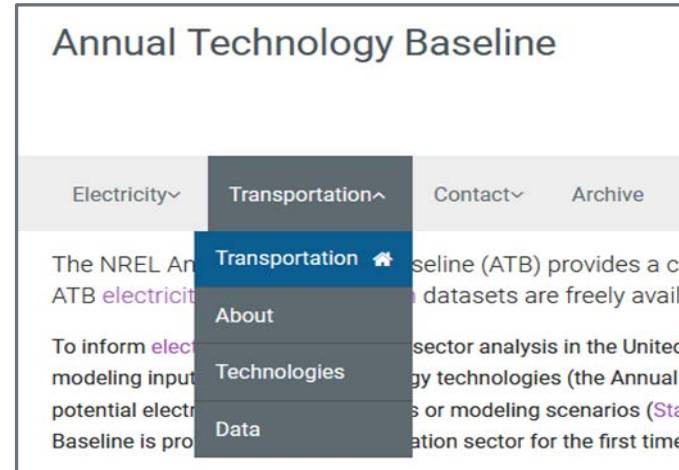 Annual Technology Baseline
Electricity Transportation Contact Archive
Transportation
About
Technologies
Data
The NREL An seline (ATB) provides a c
ATB electricit datasets are freely avail
To inform elect sector analysis in the United
modeling input gy technologies (the Annual
potential electr s or modeling scenarios (Sta
Baseline is pro ation sector for the first time